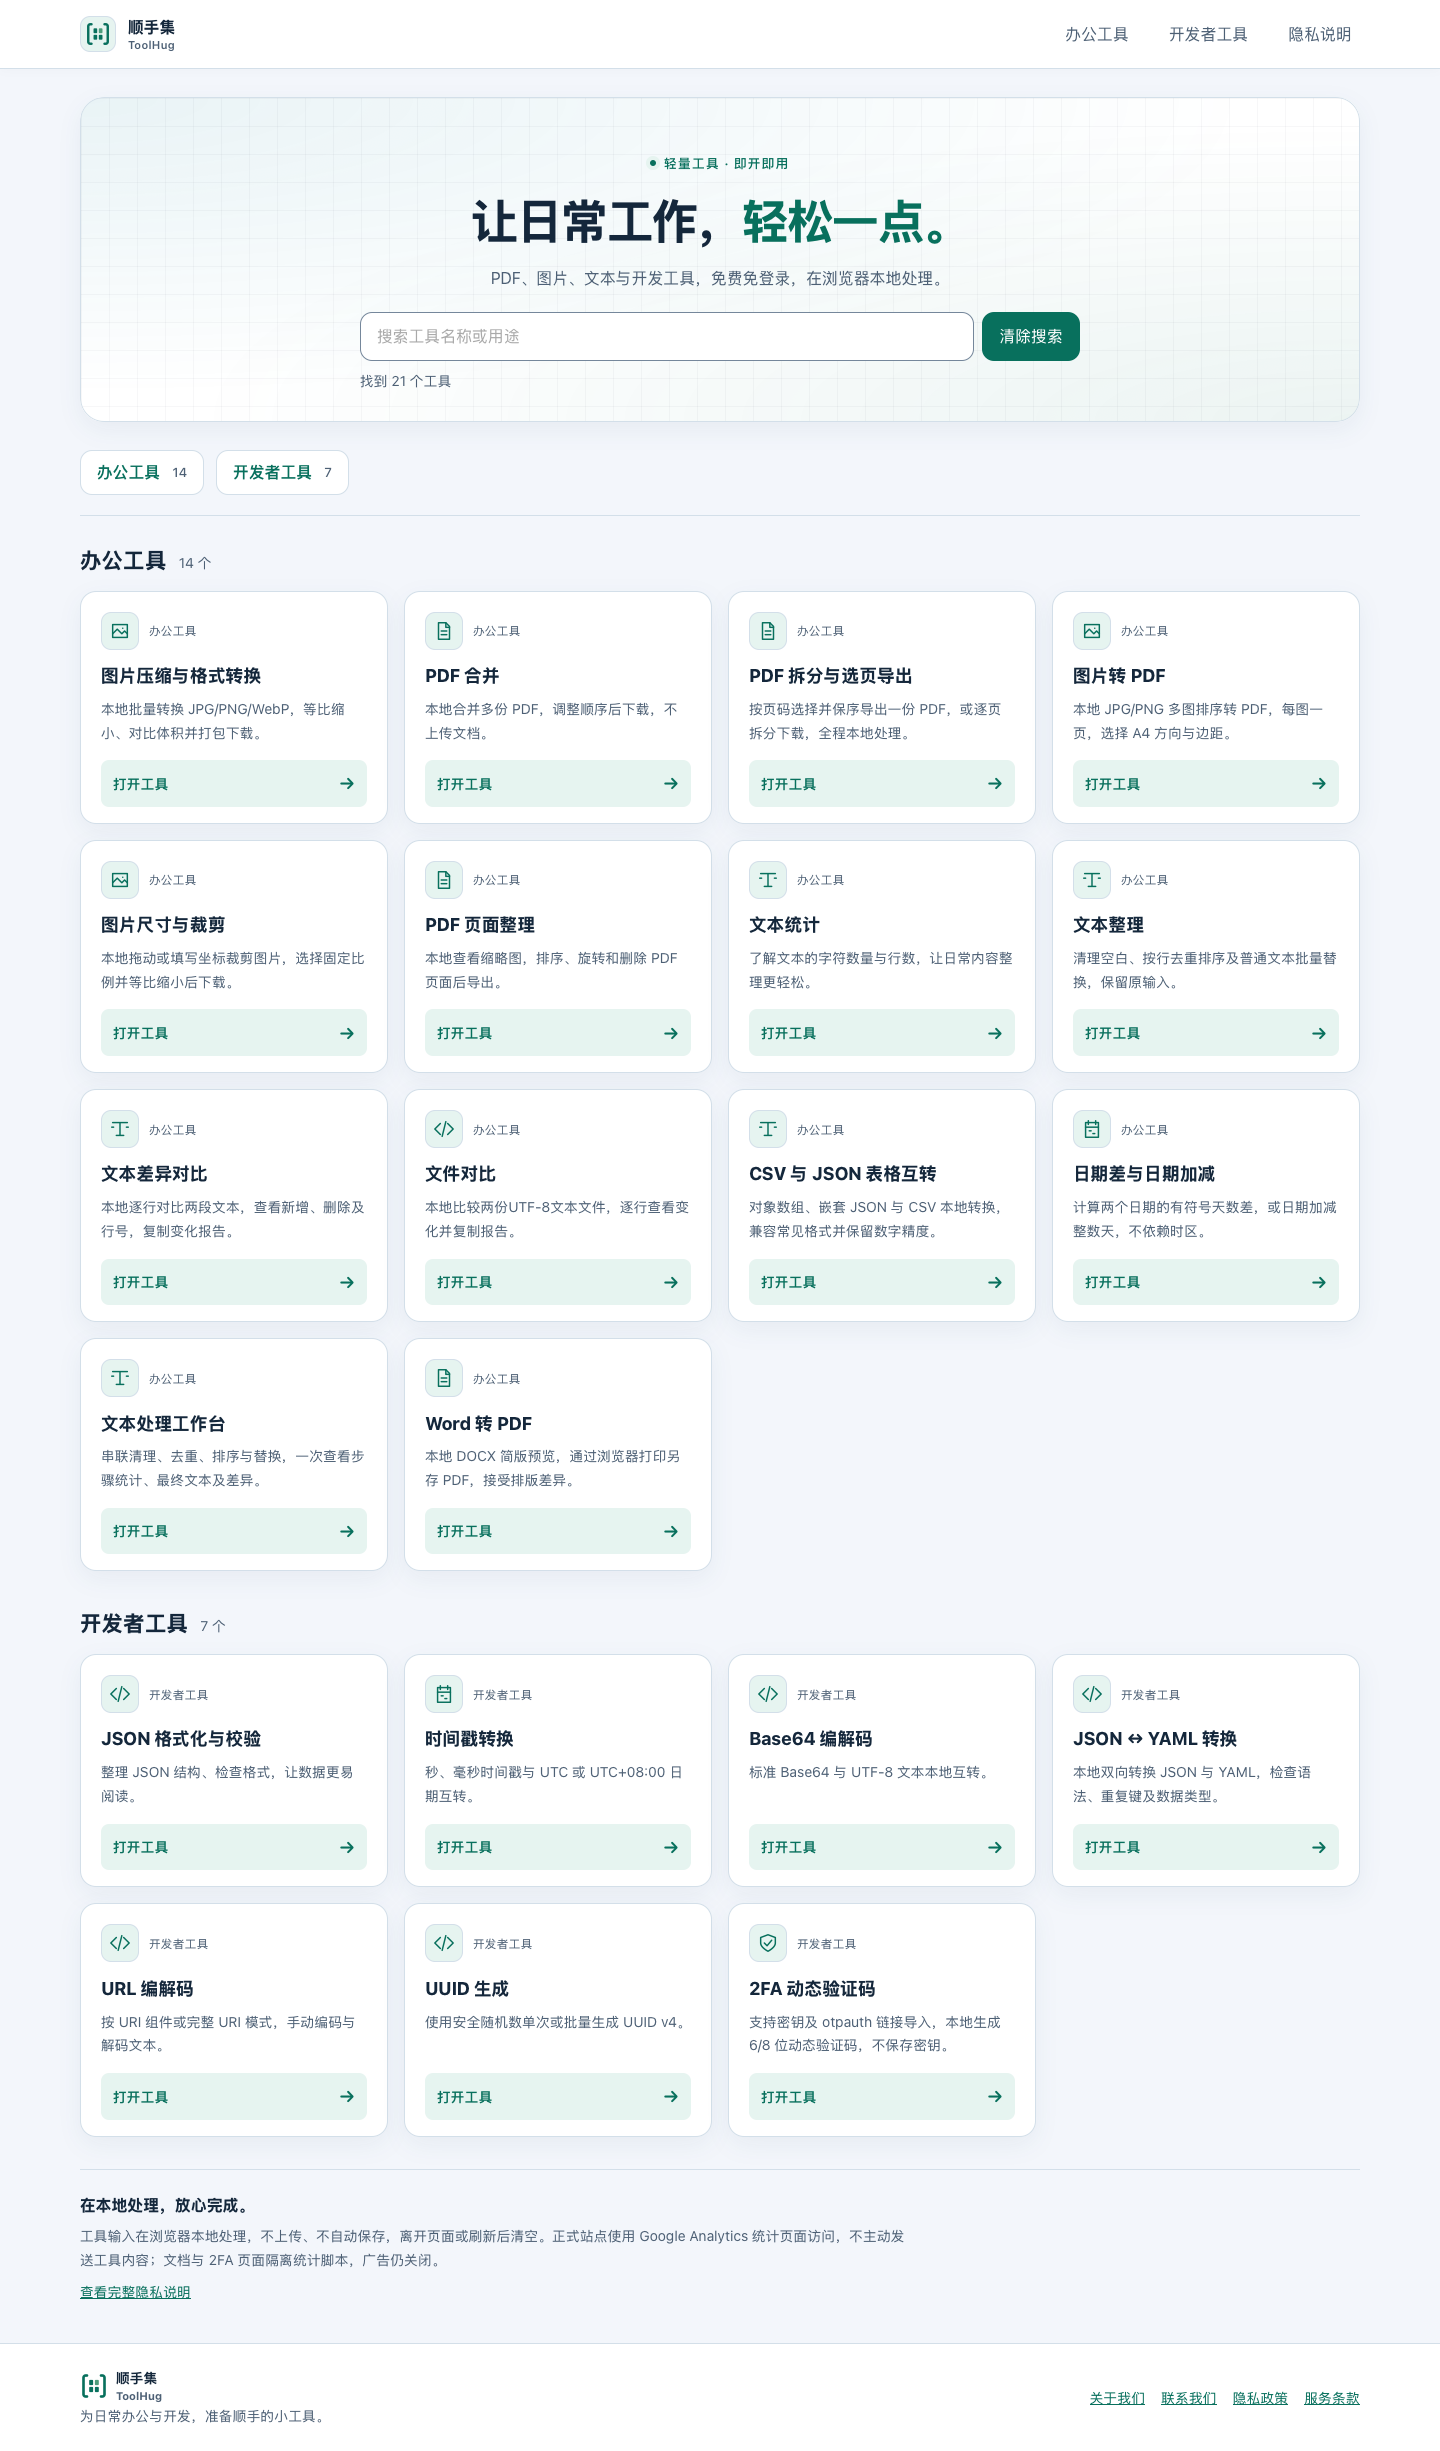 顺手集
ToolHug
办公工具
开发者工具
隐私说明
轻量工具 · 即开即用
让日常工作，轻松一点。
PDF、图片、文本与开发工具，免费免登录，在浏览器本地处理。
搜索工具名称或用途
清除搜索
找到 21 个工具
办公工具 14
开发者工具 7
办公工具 14 个
办公工具
图片压缩与格式转换
本地批量转换 JPG/PNG/WebP，等比缩
小、对比体积并打包下载。
打开工具
办公工具
PDF 合并
本地合并多份 PDF，调整顺序后下载，不
上传文档。
打开工具
办公工具
PDF 拆分与选页导出
按页码选择并保序导出一份 PDF，或逐页
拆分下载，全程本地处理。
打开工具
办公工具
图片转 PDF
本地 JPG/PNG 多图排序转 PDF，每图一
页，选择 A4 方向与边距。
打开工具
办公工具
图片尺寸与裁剪
本地拖动或填写坐标裁剪图片，选择固定比
例并等比缩小后下载。
打开工具
办公工具
PDF 页面整理
本地查看缩略图，排序、旋转和删除 PDF
页面后导出。
打开工具
办公工具
文本统计
了解文本的字符数量与行数，让日常内容整
理更轻松。
打开工具
办公工具
文本整理
清理空白、按行去重排序及普通文本批量替
换，保留原输入。
打开工具
办公工具
文本差异对比
本地逐行对比两段文本，查看新增、删除及
行号，复制变化报告。
打开工具
办公工具
文件对比
本地比较两份UTF-8文本文件，逐行查看变
化并复制报告。
打开工具
办公工具
CSV 与 JSON 表格互转
对象数组、嵌套 JSON 与 CSV 本地转换，
兼容常见格式并保留数字精度。
打开工具
办公工具
日期差与日期加减
计算两个日期的有符号天数差，或日期加减
整数天，不依赖时区。
打开工具
办公工具
文本处理工作台
串联清理、去重、排序与替换，一次查看步
骤统计、最终文本及差异。
打开工具
办公工具
Word 转 PDF
本地 DOCX 简版预览，通过浏览器打印另
存 PDF，接受排版差异。
打开工具
开发者工具 7 个
开发者工具
JSON 格式化与校验
整理 JSON 结构、检查格式，让数据更易
阅读。
打开工具
开发者工具
时间戳转换
秒、毫秒时间戳与 UTC 或 UTC+08:00 日
期互转。
打开工具
开发者工具
Base64 编解码
标准 Base64 与 UTF-8 文本本地互转。
打开工具
开发者工具
JSON ↔ YAML 转换
本地双向转换 JSON 与 YAML，检查语
法、重复键及数据类型。
打开工具
开发者工具
URL 编解码
按 URI 组件或完整 URI 模式，手动编码与
解码文本。
打开工具
开发者工具
UUID 生成
使用安全随机数单次或批量生成 UUID v4。
打开工具
开发者工具
2FA 动态验证码
支持密钥及 otpauth 链接导入，本地生成
6/8 位动态验证码，不保存密钥。
打开工具
在本地处理，放心完成。
工具输入在浏览器本地处理，不上传、不自动保存，离开页面或刷新后清空。正式站点使用 Google Analytics 统计页面访问，不主动发
送工具内容；文档与 2FA 页面隔离统计脚本，广告仍关闭。
查看完整隐私说明
顺手集
ToolHug
为日常办公与开发，准备顺手的小工具。
关于我们
联系我们
隐私政策
服务条款